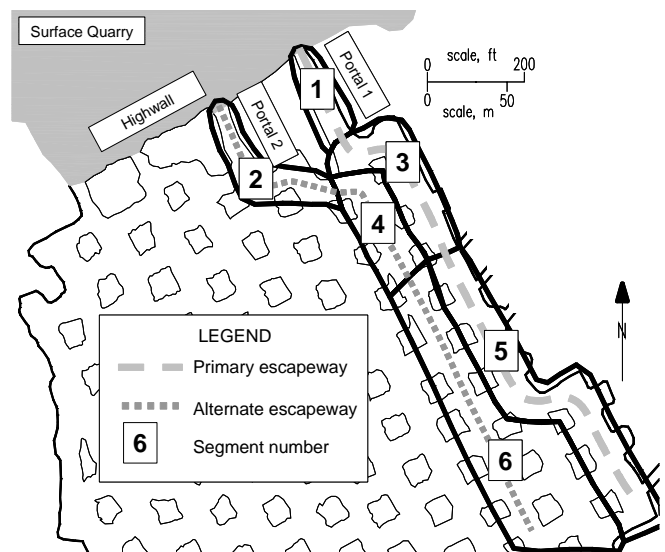 Surface Quarry
Highwall
Portal 2
Portal 1
scale, ft
0 200
0 50
scale, m
1
2
3
4
5
6
N
LEGEND
Primary escapeway
Alternate escapeway
6 Segment number